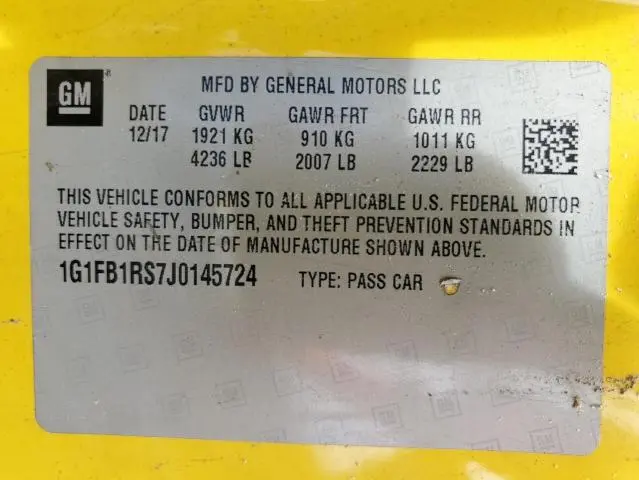 GM
MFD BY GENERAL MOTORS LLC
DATE GVWR GAWR FRT GAWR RR
12/17 1921 KG 910 KG 1011 KG
4236 LB 2007 LB 2229 LB
THIS VEHICLE CONFORMS TO ALL APPLICABLE U.S. FEDERAL MOTOR
VEHICLE SAFETY, BUMPER, AND THEFT PREVENTION STANDARDS IN
EFFECT ON THE DATE OF MANUFACTURE SHOWN ABOVE.
1G1FB1RS7J0145724 TYPE: PASS CAR